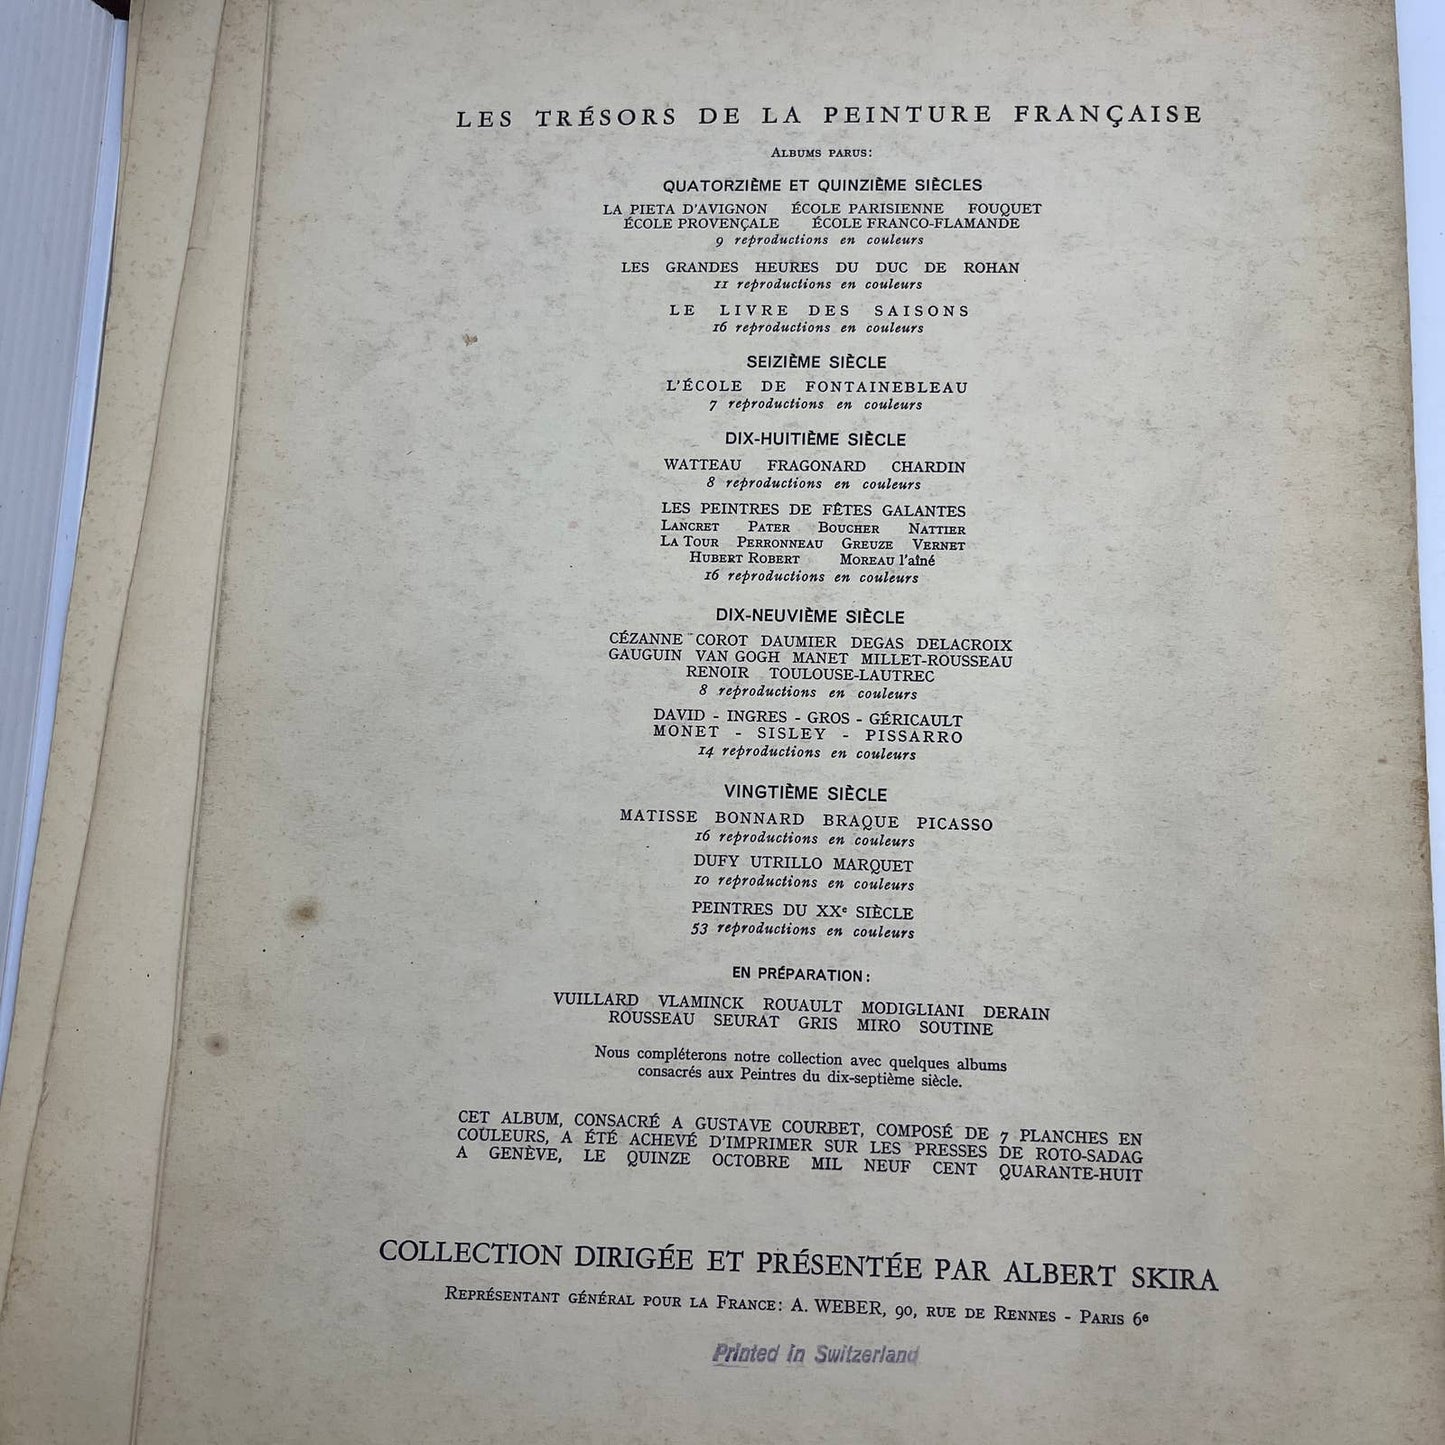 LES TRÉSORS DE LA PEINTURE FRANÇAISE
ALBUMS PARUS:
QUATORZIÈME ET QUINZIÈME SIÈCLES
LA PIETA D'AVIGNON ÉCOLE PARISIENNE FOUQUET
ÉCOLE PROVENÇALE ÉCOLE FRANCO-FLAMANDE
9 reproductions en couleurs
LES GRANDES HEURES DU DUC DE ROHAN
11 reproductions en couleurs
LE LIVRE DES SAISONS
16 reproductions en couleurs
SEIZIÈME SIÈCLE
L'ÉCOLE DE FONTAINEBLEAU
7 reproductions en couleurs
DIX-HUITIÈME SIÈCLE
WATTEAU FRAGONARD CHARDIN
8 reproductions en couleurs
LES PEINTRES DE FÊTES GALANTES
LANCRET PATER BOUCHER NATTIER
LA TOUR PERRONNEAU GREUZE VERNET
HUBERT ROBERT MOREAU l'aîné
16 reproductions en couleurs
DIX-NEUVIÈME SIÈCLE
CÉZANNE COROT DAUMIER DEGAS DELACROIX
GAUGUIN VAN GOGH MANET MILLET-ROUSSEAU
RENOIR TOULOUSE-LAUTREC
8 reproductions en couleurs
DAVID - INGRES - GROS - GÉRICAULT
MONET - SISLEY - PISSARRO
14 reproductions en couleurs
VINGTIÈME SIÈCLE
MATISSE BONNARD BRAQUE PICASSO
16 reproductions en couleurs
DUFY UTRILLO MARQUET
10 reproductions en couleurs
PEINTRES DU XXe SIÈCLE
53 reproductions en couleurs
EN PRÉPARATION:
VUILLARD VLAMINCK ROUAULT MODIGLIANI DERAIN
ROUSSEAU SEURAT GRIS MIRO SOUTINE
Nous compléterons notre collection avec quelques albums
consacrés aux Peintres du dix-septième siècle.
CET ALBUM, CONSACRÉ A GUSTAVE COURBET, COMPOSÉ DE 7 PLANCHES EN
COULEURS, A ÉTÉ ACHEVÉ D'IMPRIMER SUR LES PRESSES DE ROTO-SADAG
A GENÈVE, LE QUINZE OCTOBRE MIL NEUF CENT QUARANTE-HUIT
COLLECTION DIRIGÉE ET PRÉSENTÉE PAR ALBERT SKIRA
REPRÉSENTANT GÉNÉRAL POUR LA FRANCE: A. WEBER, 90, RUE DE RENNES - PARIS 6e
Printed in Switzerland